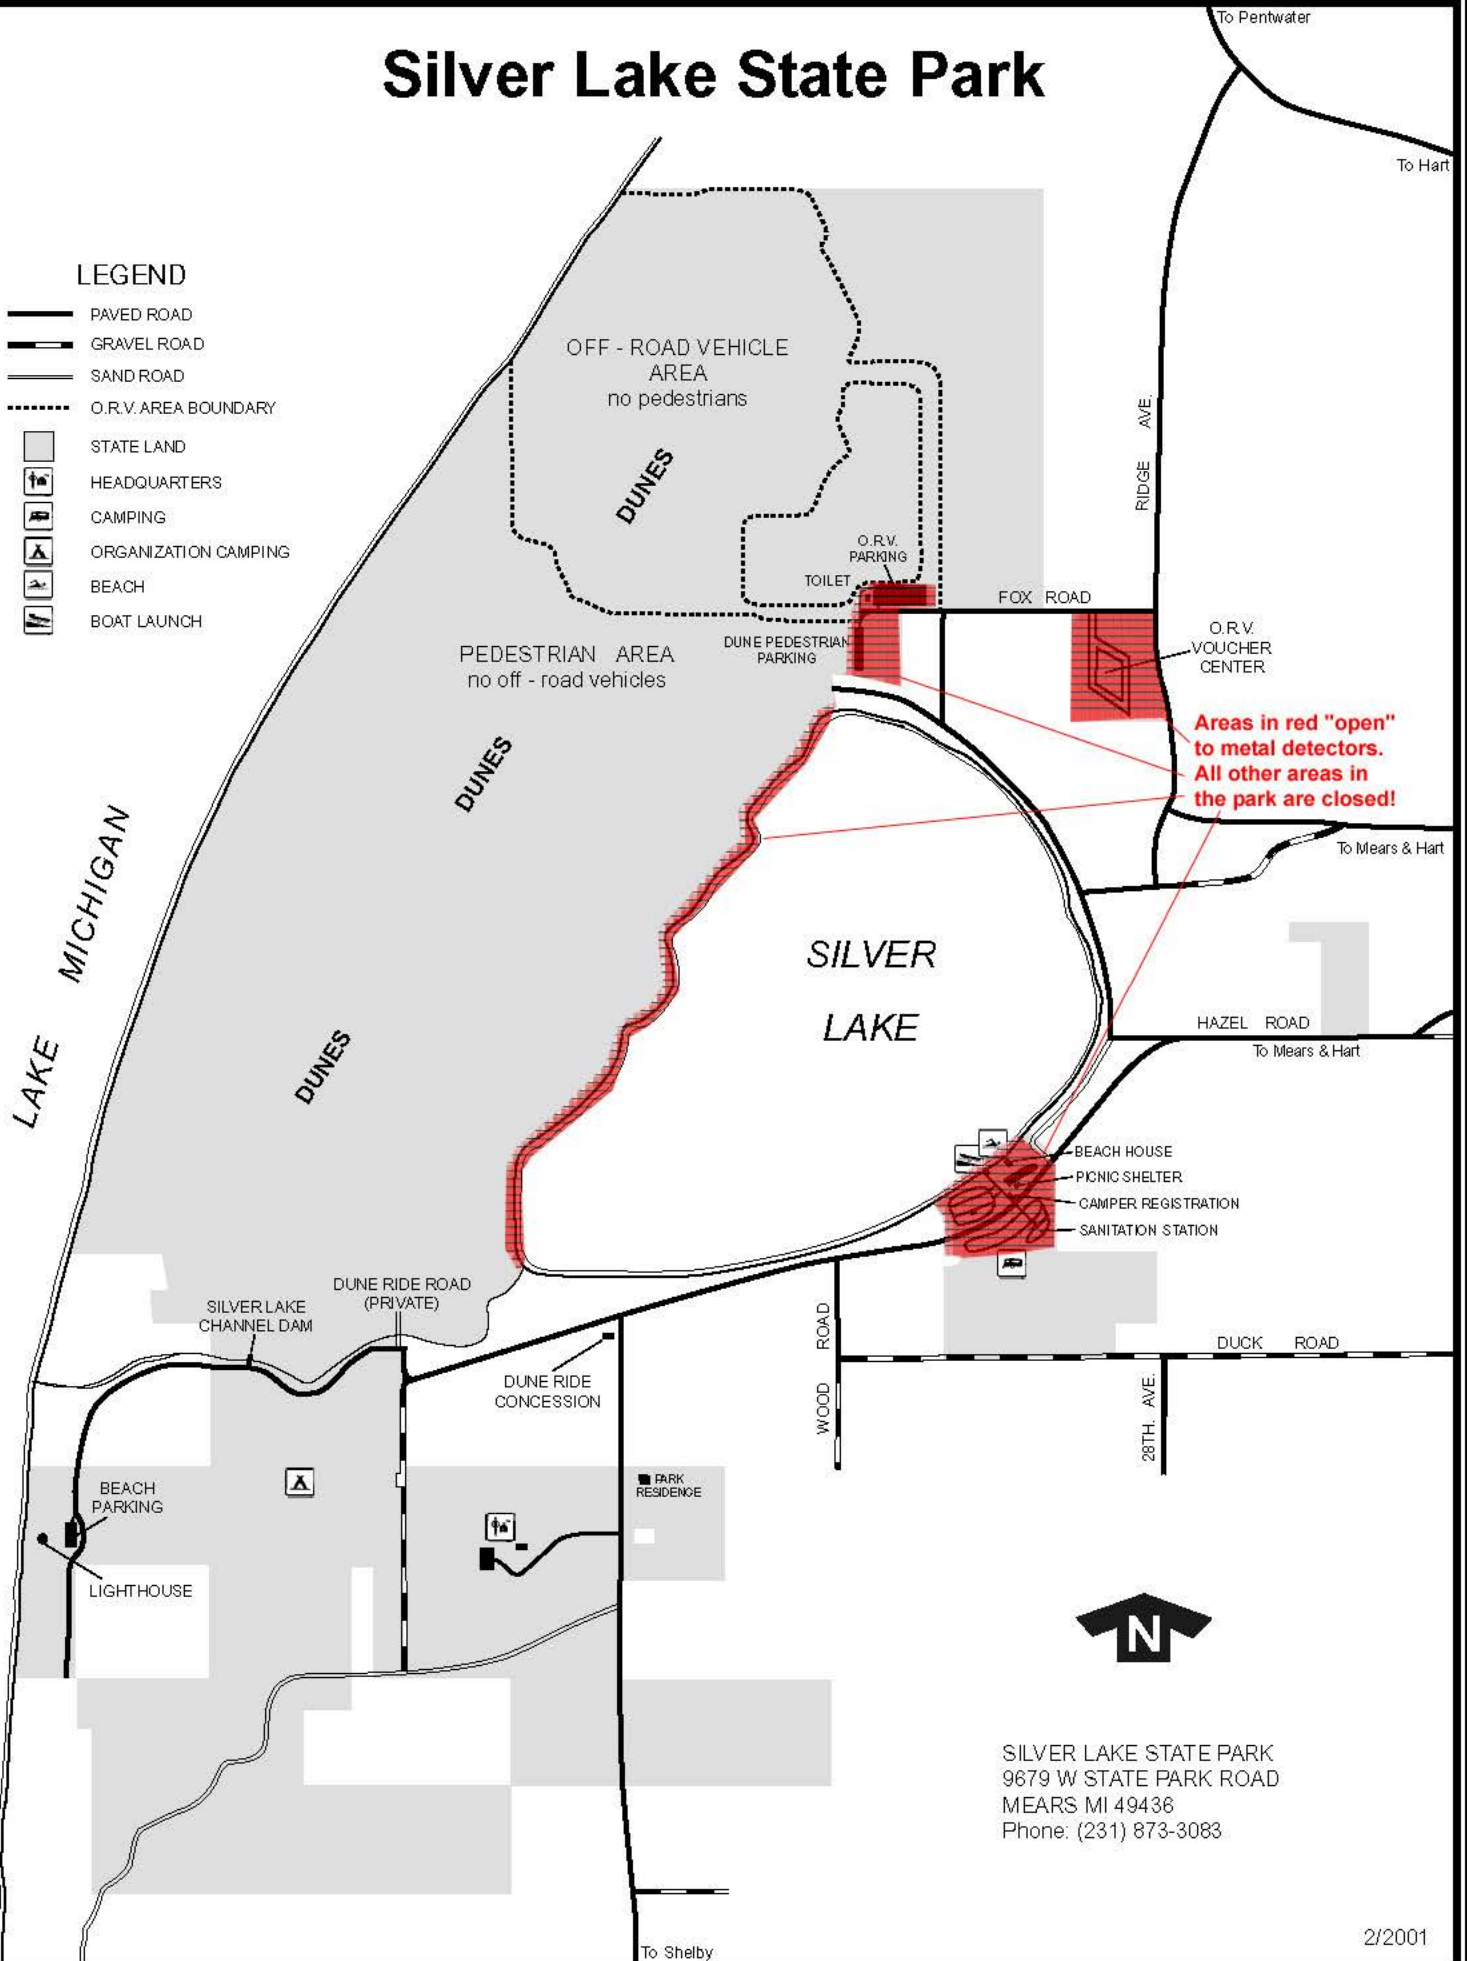 To Pentwater
Silver Lake State Park
To Hart
LEGEND
PAVED ROAD
GRAVEL ROAD
SAND ROAD
O.R.V. AREA BOUNDARY
STATE LAND
HEADQUARTERS
CAMPING
ORGANIZATION CAMPING
BEACH
BOAT LAUNCH
OFF - ROAD VEHICLE
AREA
no pedestrians
DUNES
RIDGE AVE.
O.R.V.
PARKING
TOILET
FOX ROAD
DUNE PEDESTRIAN
PARKING
O.R.V.
VOUCHER
CENTER
PEDESTRIAN AREA
no off - road vehicles
DUNES
Areas in red "open"
to metal detectors.
All other areas in
the park are closed!
To Mears & Hart
LAKE MICHIGAN
SILVER
LAKE
DUNES
HAZEL ROAD
To Mears & Hart
BEACH HOUSE
PICNIC SHELTER
CAMPER REGISTRATION
SANITATION STATION
DUNE RIDE ROAD
(PRIVATE)
SILVER LAKE
CHANNEL DAM
WOOD ROAD
DUCK ROAD
28TH. AVE.
DUNE RIDE
CONCESSION
BEACH
PARKING
PARK
RESIDENCE
LIGHTHOUSE
N
SILVER LAKE STATE PARK
9679 W STATE PARK ROAD
MEARS MI 49436
Phone: (231) 873-3083
2/2001
To Shelby